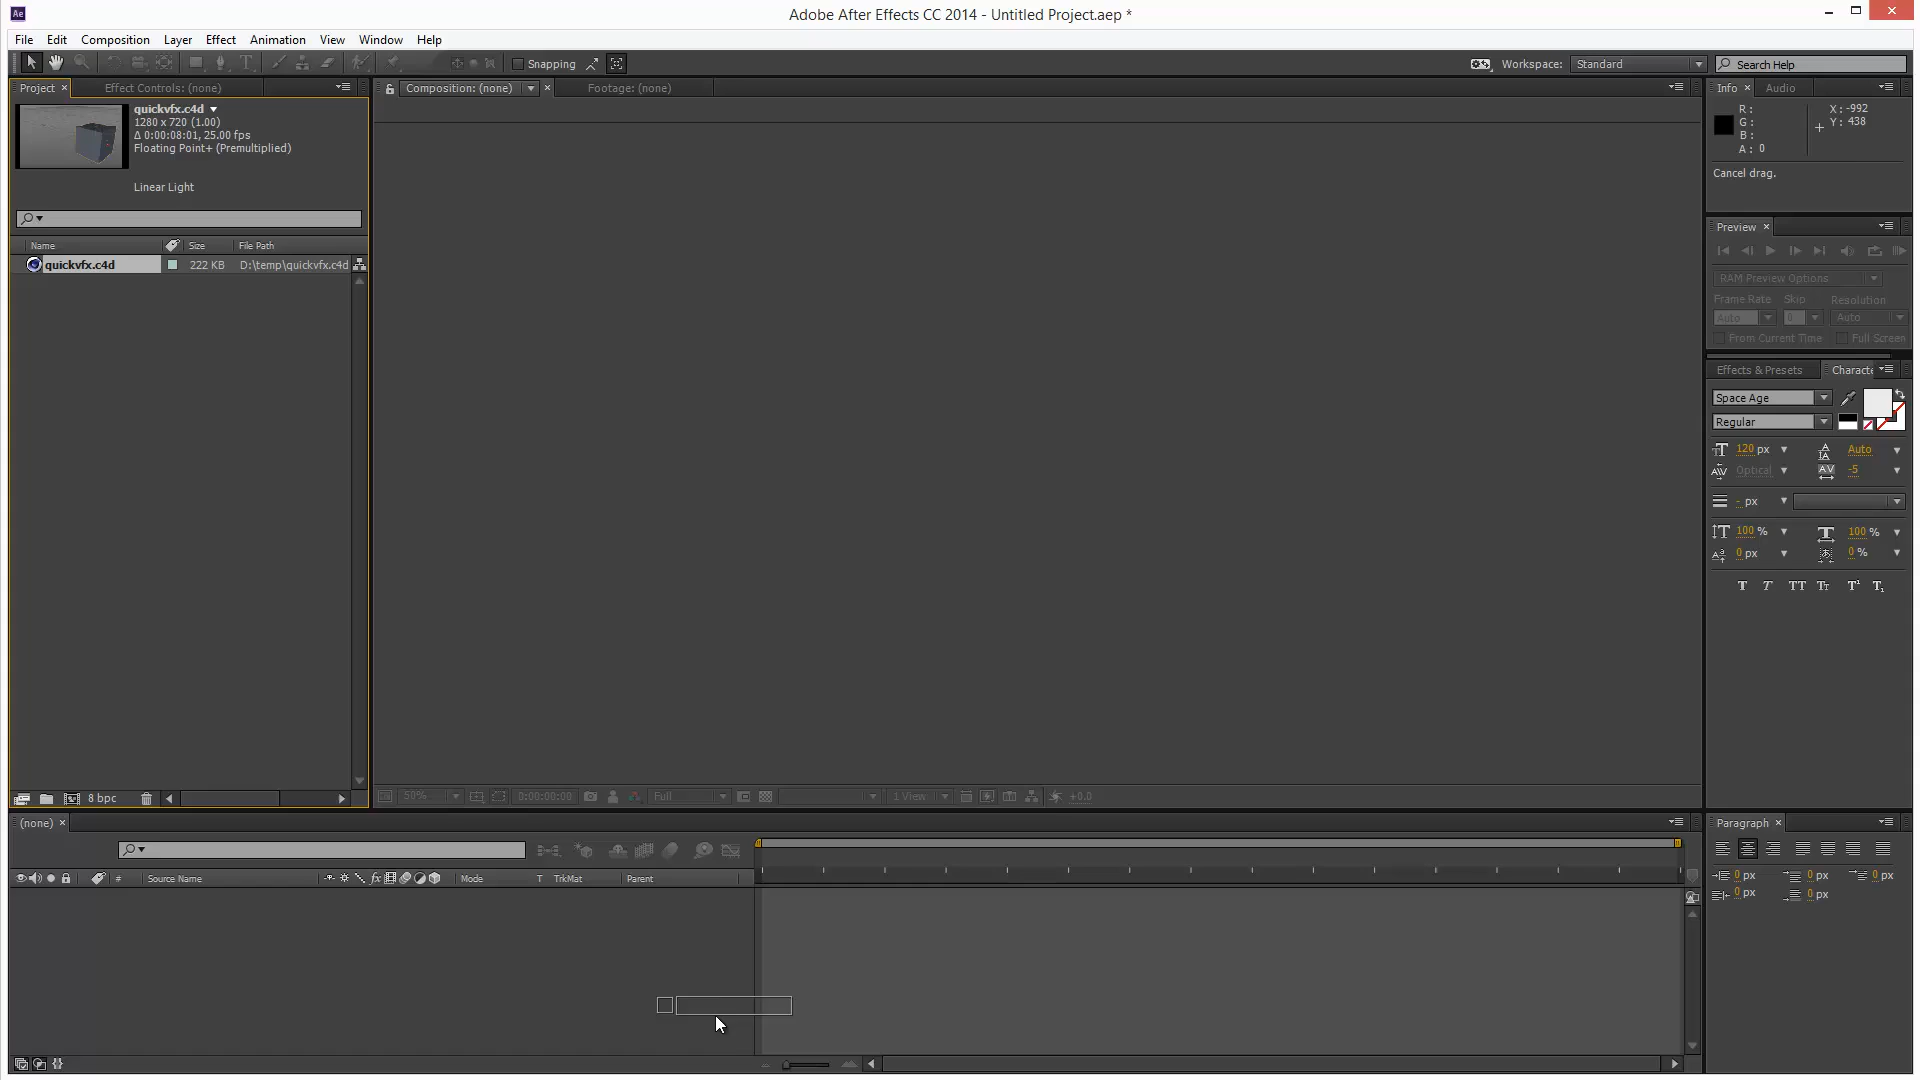 Ae
Adobe After Effects CC 2014 - Untitled Project.aep *
File Edit Composition Layer Effect Animation View Window Help
Snapping
Workspace: Standard
Search Help
Project × Effect Controls: (none)
Composition: (none) × Footage: (none)
Info × Audio
quickvfx.c4d
1280 x 720 (1.00)
Δ 0:00:08:01, 25.00 fps
Floating Point+ (Premultiplied)
Linear Light
R :
G :
B :
A : 0
X : -992
Y : 438
Cancel drag.
Name Size File Path
quickvfx.c4d 222 KB D:\temp\quickvfx.c4d
Preview ×
RAM Preview Options
Frame Rate Skip Resolution
Auto 0 Auto
From Current Time Full Screen
Effects & Presets Characte
Space Age
Regular
120 px Auto
Optical -5
- px
100 % 100 %
0 px 0 %
T T TT Tt T¹ T₁
8 bpc
50% 0:00:00:00 Full 1 View +0.0
(none) ×
# Source Name fx Mode T TrkMat Parent
Paragraph ×
0 px 0 px 0 px
0 px 0 px